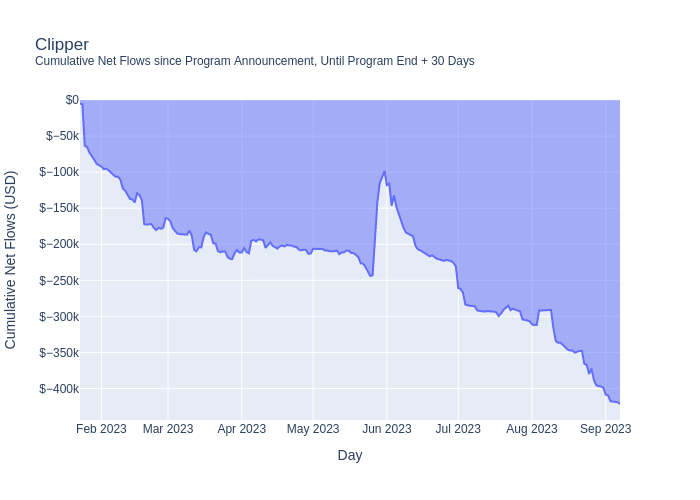 Clipper
Cumulative Net Flows since Program Announcement, Until Program End + 30 Days
$0
$−50k
$−100k
$−150k
$−200k
$−250k
$−300k
$−350k
$−400k
Cumulative Net Flows (USD)
Feb 2023 Mar 2023 Apr 2023 May 2023 Jun 2023 Jul 2023 Aug 2023 Sep 2023
Day